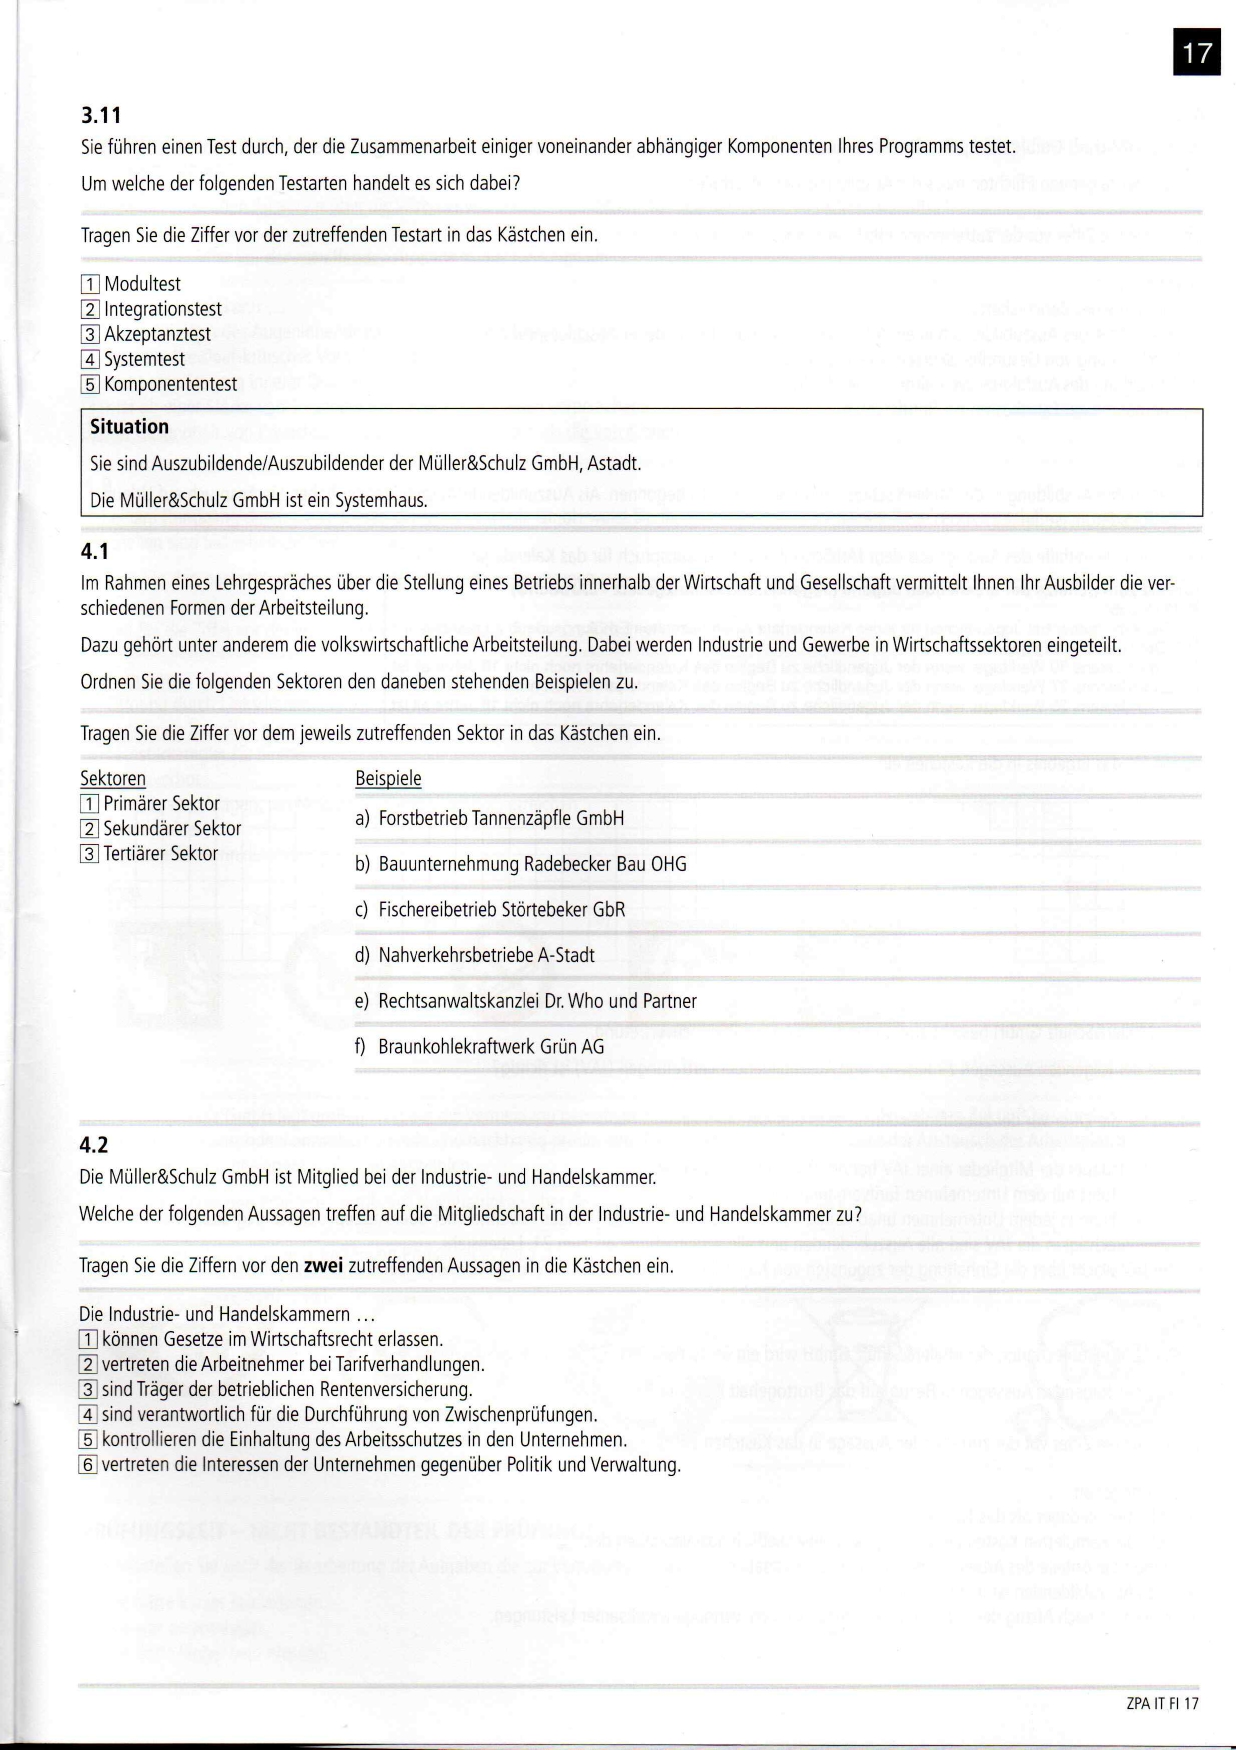 17
3.11
Sie führen einen Test durch, der die Zusammenarbeit einiger voneinander abhängiger Komponenten Ihres Programms testet.
Um welche der folgenden Testarten handelt es sich dabei?
Tragen Sie die Ziffer vor der zutreffenden Testart in das Kästchen ein.
1 Modultest
2 Integrationstest
3 Akzeptanztest
4 Systemtest
5 Komponententest
Situation
Sie sind Auszubildende/Auszubildender der Müller&Schulz GmbH, Astadt.
Die Müller&Schulz GmbH ist ein Systemhaus.
4.1
Im Rahmen eines Lehrgespräches über die Stellung eines Betriebs innerhalb der Wirtschaft und Gesellschaft vermittelt Ihnen Ihr Ausbilder die ver-
schiedenen Formen der Arbeitsteilung.
Dazu gehört unter anderem die volkswirtschaftliche Arbeitsteilung. Dabei werden Industrie und Gewerbe in Wirtschaftssektoren eingeteilt.
Ordnen Sie die folgenden Sektoren den daneben stehenden Beispielen zu.
Tragen Sie die Ziffer vor dem jeweils zutreffenden Sektor in das Kästchen ein.
Sektoren
1 Primärer Sektor
2 Sekundärer Sektor
3 Tertiärer Sektor
Beispiele
a) Forstbetrieb Tannenzäpfle GmbH
b) Bauunternehmung Radebecker Bau OHG
c) Fischereibetrieb Störtebeker GbR
d) Nahverkehrsbetriebe A-Stadt
e) Rechtsanwaltskanzlei Dr. Who und Partner
f) Braunkohlekraftwerk Grün AG
4.2
Die Müller&Schulz GmbH ist Mitglied bei der Industrie- und Handelskammer.
Welche der folgenden Aussagen treffen auf die Mitgliedschaft in der Industrie- und Handelskammer zu?
Tragen Sie die Ziffern vor den zwei zutreffenden Aussagen in die Kästchen ein.
Die Industrie- und Handelskammern ...
1 können Gesetze im Wirtschaftsrecht erlassen.
2 vertreten die Arbeitnehmer bei Tarifverhandlungen.
3 sind Träger der betrieblichen Rentenversicherung.
4 sind verantwortlich für die Durchführung von Zwischenprüfungen.
5 kontrollieren die Einhaltung des Arbeitsschutzes in den Unternehmen.
6 vertreten die Interessen der Unternehmen gegenüber Politik und Verwaltung.
ZPA IT FI 17